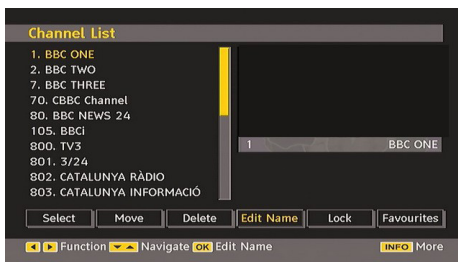 Channel List
1. BBC ONE
2. BBC TWO
7. BBC THREE
70. CBBC Channel
80. BBC NEWS 24
105. BBCi
800. TV3
801. 3/24
802. CATALUNYA RÀDIO
803. CATALUNYA INFORMACIÓ
1 BBC ONE
Select Move Delete Edit Name Lock Favourites
Function Navigate OK Edit Name INFO More